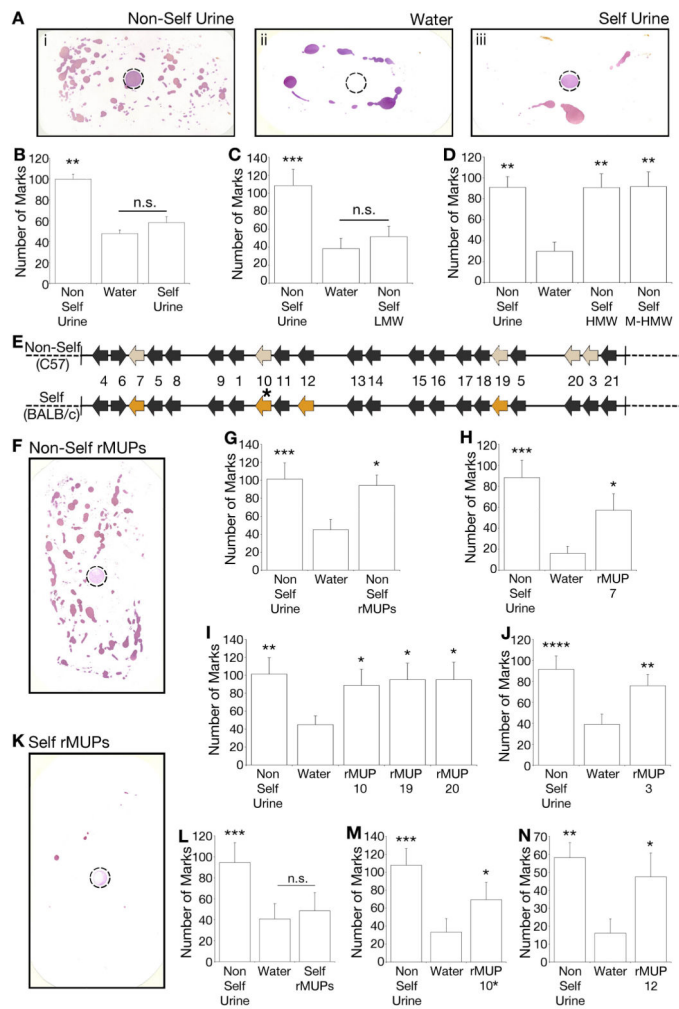 A
Non-Self Urine
Water
Self Urine
i
ii
iii
B
Number of Marks
120
100
80
60
40
20
0
**
n.s.
Non Self Urine
Water
Self Urine
C
Number of Marks
140
120
100
80
60
40
20
0
***
n.s.
Non Self Urine
Water
Non Self LMW
D
Number of Marks
120
100
80
60
40
20
0
**
**
**
Non Self Urine
Water
Non Self HMW
Non Self M-HMW
E
Non-Self (C57)
4 6 7 5 8 9 1 10 11 12 13 14 15 16 17 18 19 5 20 3 21
*
Self (BALB/c)
F
Non-Self rMUPs
G
Number of Marks
140
120
100
80
60
40
20
0
***
*
Non Self Urine
Water
Non Self rMUPs
H
Number of Marks
120
100
80
60
40
20
0
***
*
Non Self Urine
Water
rMUP 7
I
Number of Marks
140
120
100
80
60
40
20
0
**
*
*
*
Non Self Urine
Water
rMUP 10
rMUP 19
rMUP 20
J
Number of Marks
120
100
80
60
40
20
0
****
**
Non Self Urine
Water
rMUP 3
K
Self rMUPs
L
Number of Marks
120
100
80
60
40
20
0
***
n.s.
Non Self Urine
Water
Self rMUPs
M
Number of Marks
140
120
100
80
60
40
20
0
***
*
Non Self Urine
Water
rMUP 10*
N
Number of Marks
70
60
50
40
30
20
10
0
**
*
Non Self Urine
Water
rMUP 12